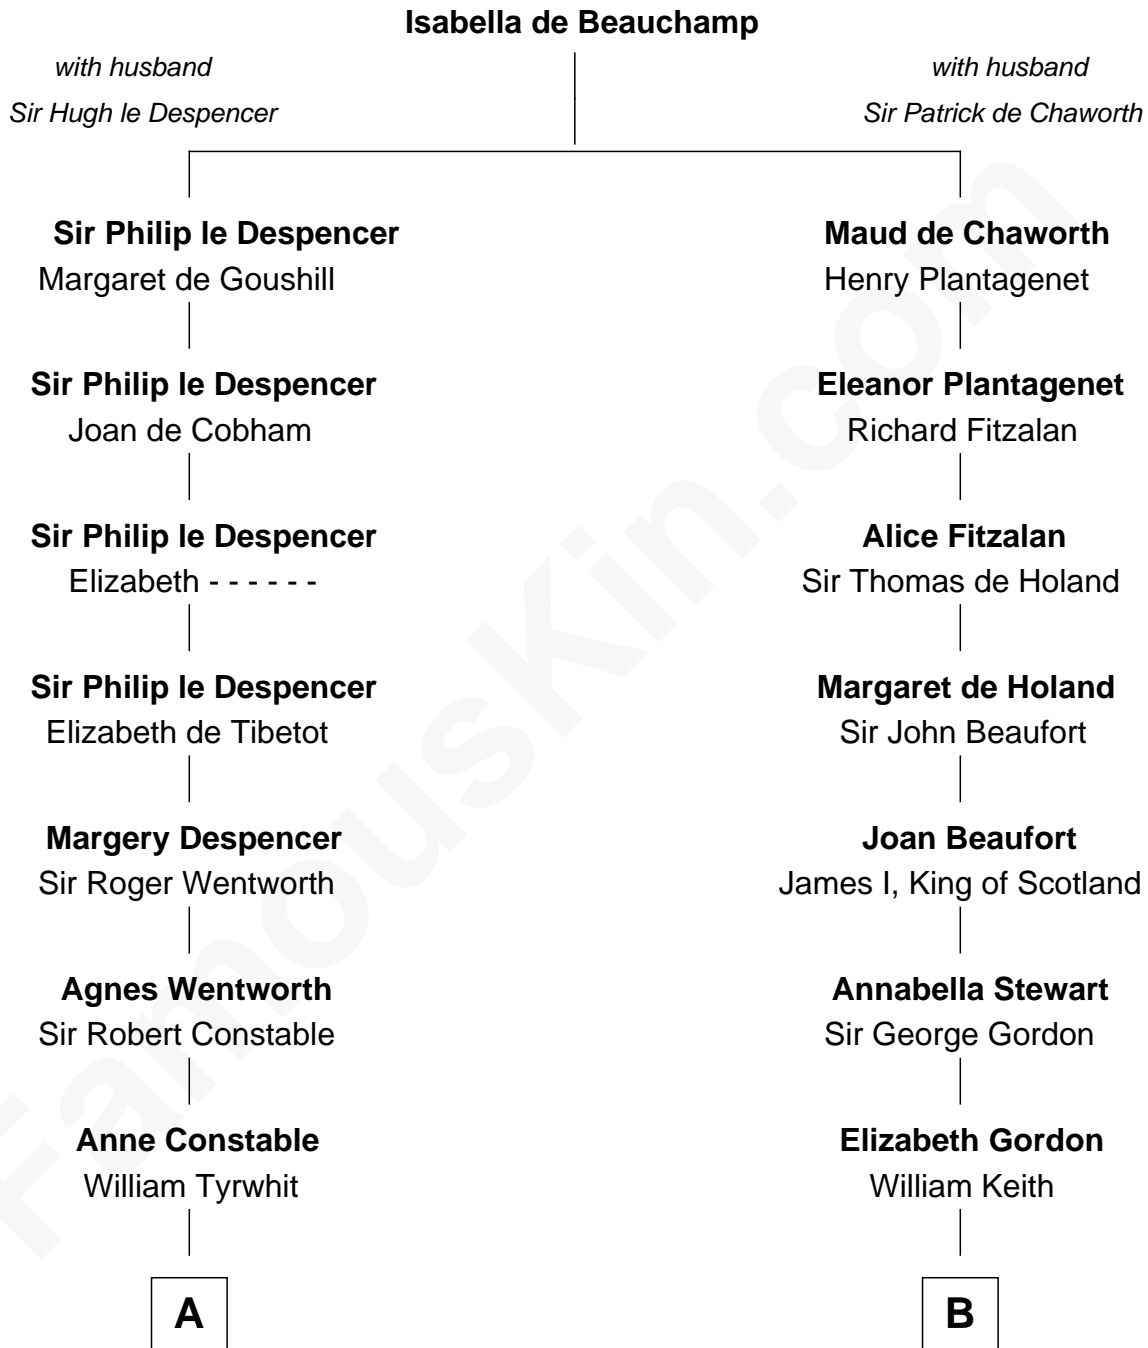 Isabella de Beauchamp
with husband
Sir Hugh le Despencer
with husband
Sir Patrick de Chaworth
Sir Philip le Despencer
Margaret de Goushill
Maud de Chaworth
Henry Plantagenet
Sir Philip le Despencer
Joan de Cobham
Eleanor Plantagenet
Richard Fitzalan
Sir Philip le Despencer
Elizabeth - - - - - -
Alice Fitzalan
Sir Thomas de Holand
Sir Philip le Despencer
Elizabeth de Tibetot
Margaret de Holand
Sir John Beaufort
Margery Despencer
Sir Roger Wentworth
Joan Beaufort
James I, King of Scotland
Agnes Wentworth
Sir Robert Constable
Annabella Stewart
Sir George Gordon
Anne Constable
William Tyrwhit
Elizabeth Gordon
William Keith
A
B
FamousKin.com